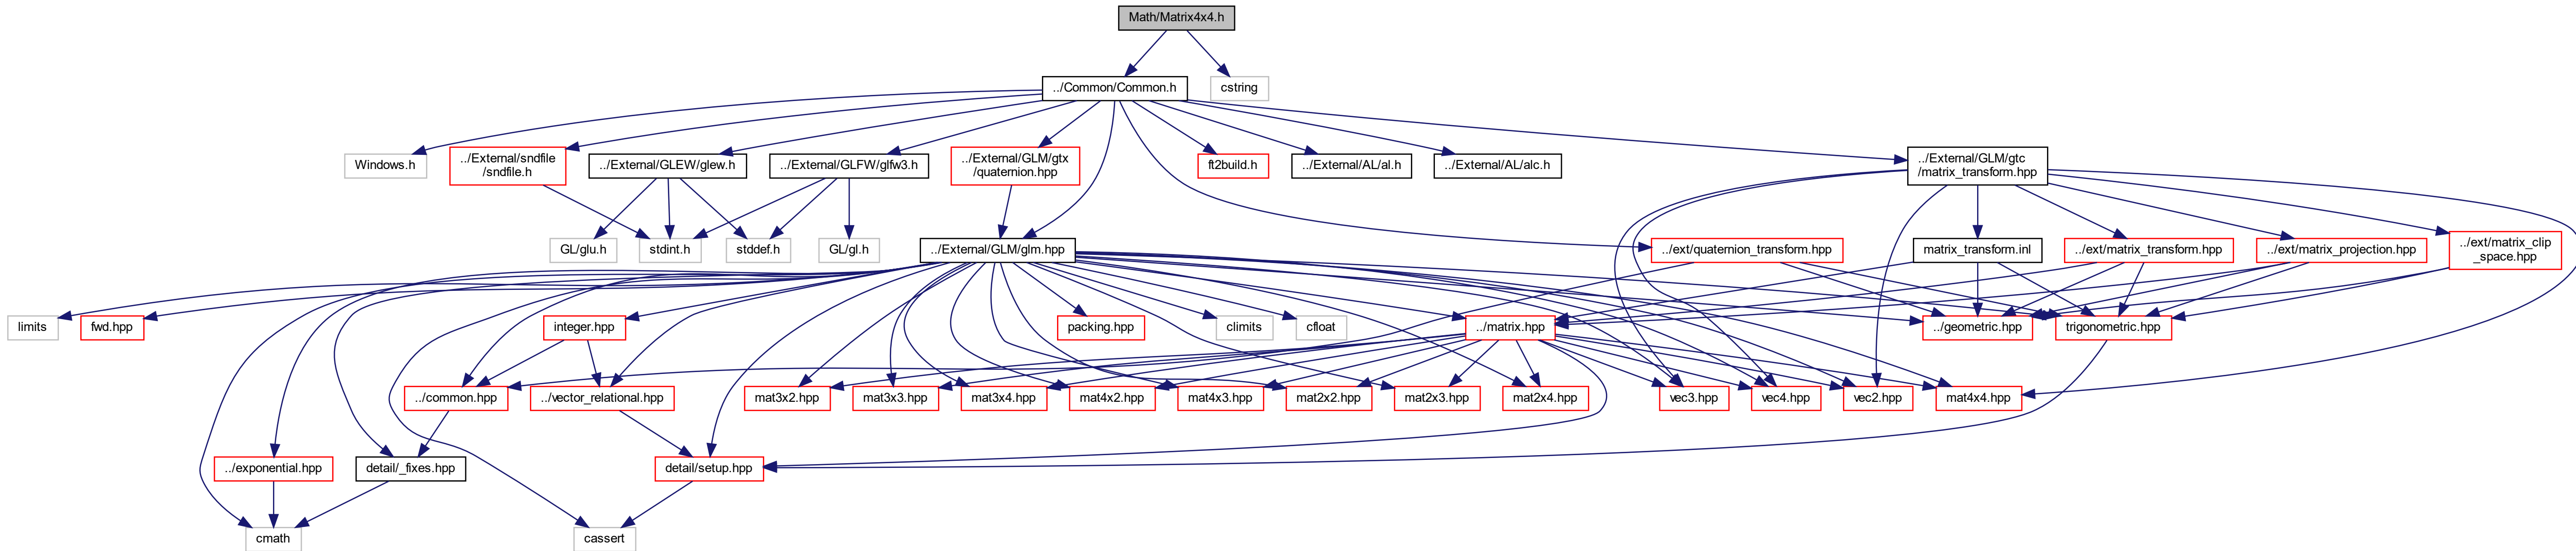 Math/Matrix4x4.h
../Common/Common.h
cstring
Windows.h
../External/sndfile
/sndfile.h
../External/GLEW/glew.h
../External/GLFW/glfw3.h
../External/GLM/gtx
/quaternion.hpp
ft2build.h
../External/AL/al.h
../External/AL/alc.h
../External/GLM/gtc
/matrix_transform.hpp
GL/glu.h
stdint.h
stddef.h
GL/gl.h
../External/GLM/glm.hpp
../ext/quaternion_transform.hpp
matrix_transform.inl
../ext/matrix_transform.hpp
../ext/matrix_projection.hpp
../ext/matrix_clip
_space.hpp
limits
fwd.hpp
integer.hpp
packing.hpp
climits
cfloat
../matrix.hpp
../geometric.hpp
trigonometric.hpp
../common.hpp
../vector_relational.hpp
mat3x2.hpp
mat3x3.hpp
mat3x4.hpp
mat4x2.hpp
mat4x3.hpp
mat2x2.hpp
mat2x3.hpp
mat2x4.hpp
vec3.hpp
vec4.hpp
vec2.hpp
mat4x4.hpp
../exponential.hpp
detail/_fixes.hpp
detail/setup.hpp
cmath
cassert